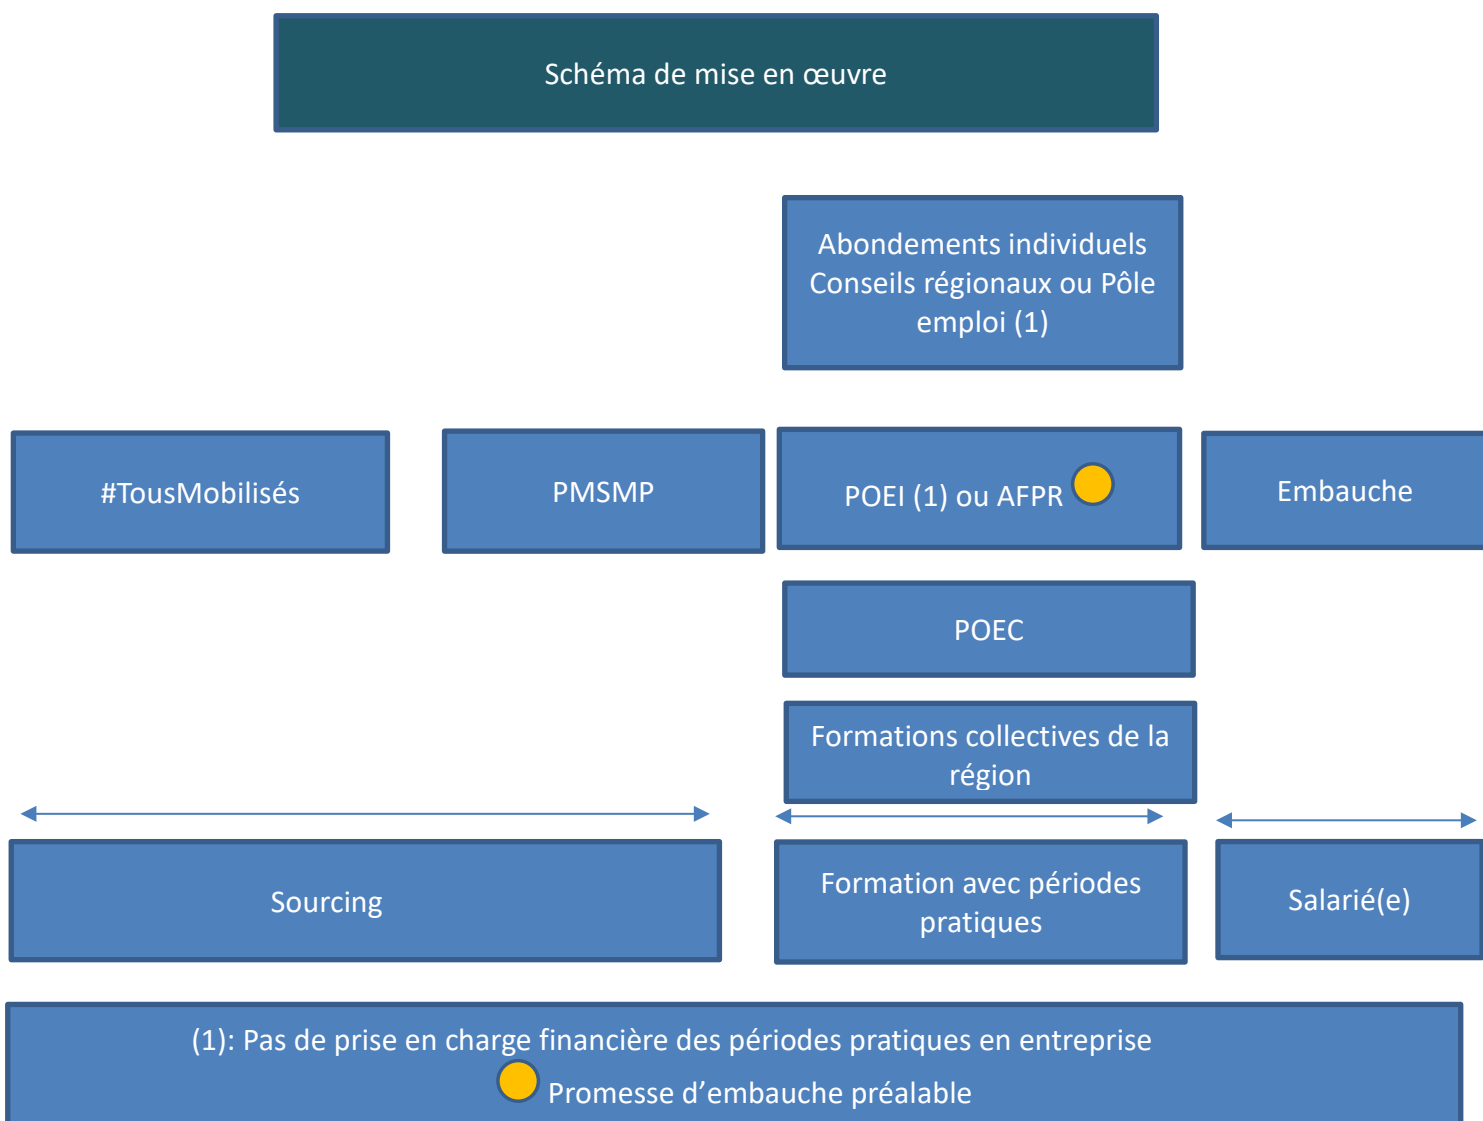 Schéma de mise en œuvre
Abondements individuels
Conseils régionaux ou Pôle
emploi (1)
#TousMobilisés
PMSMP
POEI (1) ou AFPR
Embauche
POEC
Formations collectives de la
région
Sourcing
Formation avec périodes
pratiques
Salarié(e)
(1): Pas de prise en charge financière des périodes pratiques en entreprise
Promesse d’embauche préalable